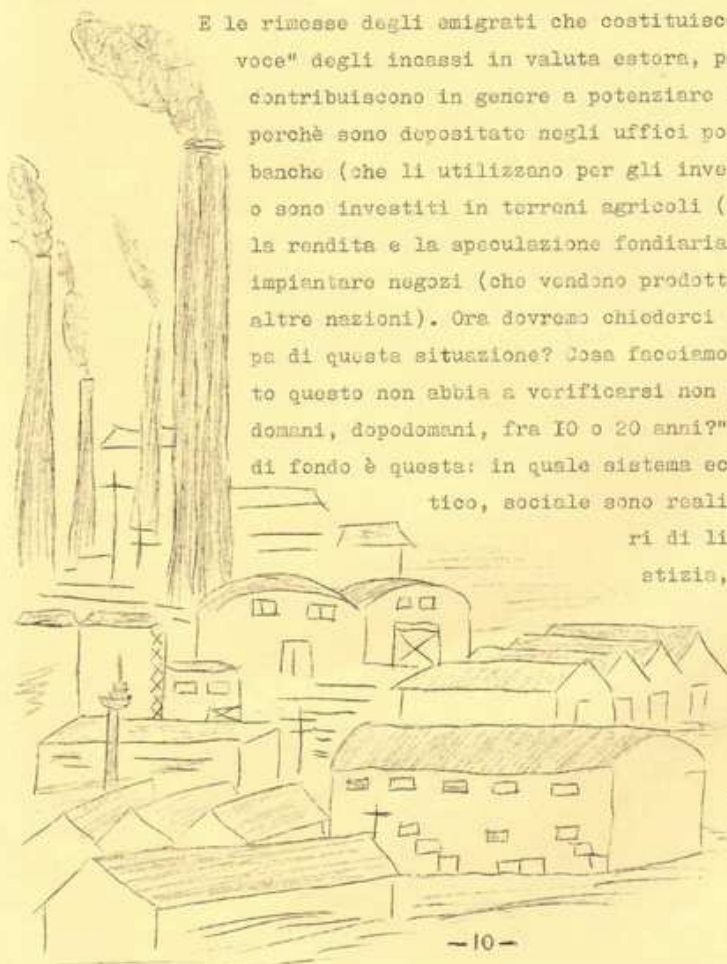 E le rimesse degli emigrati che costituisc
voce" degli incassi in valuta estera, p
contribuiscono in genere a potenziare
perchè sono depositate negli uffici po
banche (che li utilizzano per gli inve
o sono investiti in terreni agricoli (
la rendita e la speculazione fondiaria
impiantare negozi (che vendono prodott
altre nazioni). Ora dovremo chiederci
pa di questa situazione? Cosa facciamo
to questo non abbia a verificarsi non
domani, dopodomani, fra IO o 20 anni?"
di fondo è questa: in quale sistema ec
tico, sociale sono reali
ri di li
stizia,
-10-